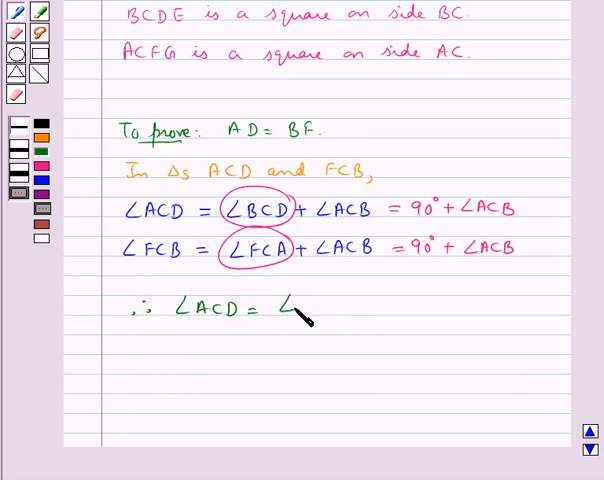 BCDE is a square on side BC.
ACFG is a square on side AC.
To prove: AD = BF.
In Δs ACD and FCB,
∠ACD = ∠BCD + ∠ACB = 90° + ∠ACB
∠FCB = ∠FCA + ∠ACB = 90° + ∠ACB
∴ ∠ACD = ∠